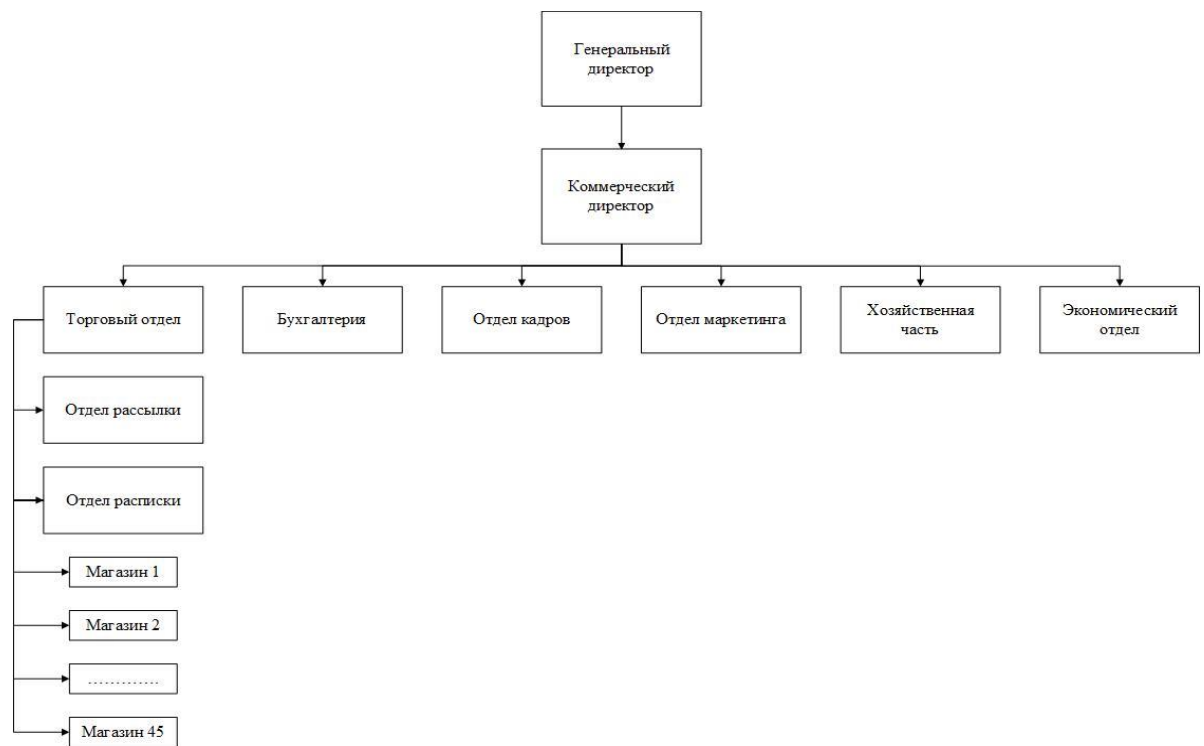 Генеральный
директор
Коммерческий
директор
Торговый отдел
Бухгалтерия
Отдел кадров
Отдел маркетинга
Хозяйственная
часть
Экономический
отдел
Отдел рассылки
Отдел расписки
Магазин 1
Магазин 2
………….
Магазин 45